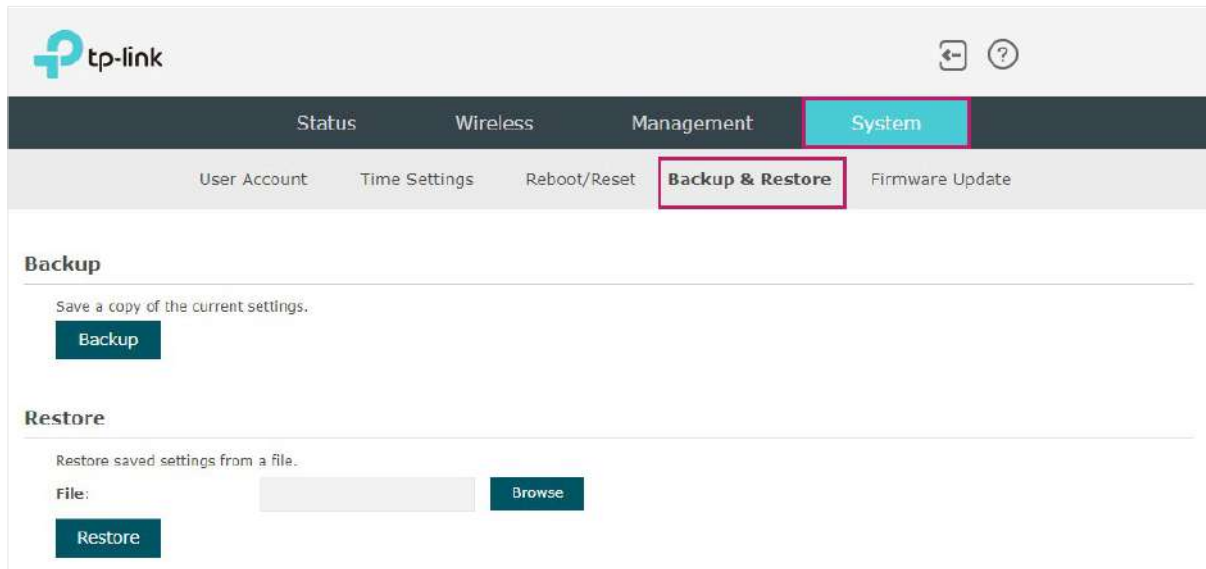 tp-link
?
Status Wireless Management System
User Account Time Settings Reboot/Reset Backup & Restore Firmware Update
Backup
Save a copy of the current settings.
Backup
Restore
Restore saved settings from a file.
File: Browse
Restore